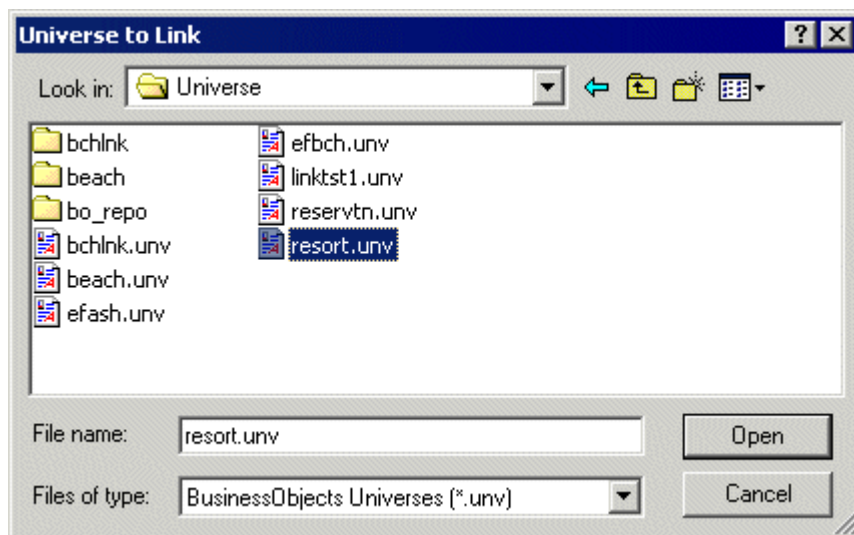 Universe to Link
Look in: Universe
bchlnk
beach
bo_repo
bchlnk.unv
beach.unv
efash.unv
efbch.unv
linktst1.unv
reservtn.unv
resort.unv
File name: resort.unv
Open
Files of type: BusinessObjects Universes (*.unv)
Cancel